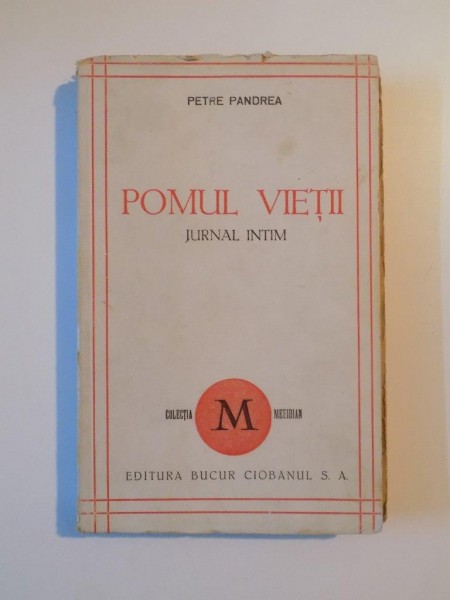 PETRE PANDREA
POMUL VIEȚII
JURNAL INTIM
COLECȚIA M MERIDIAN
EDITURA BUCUR CIOBANUL S. A.